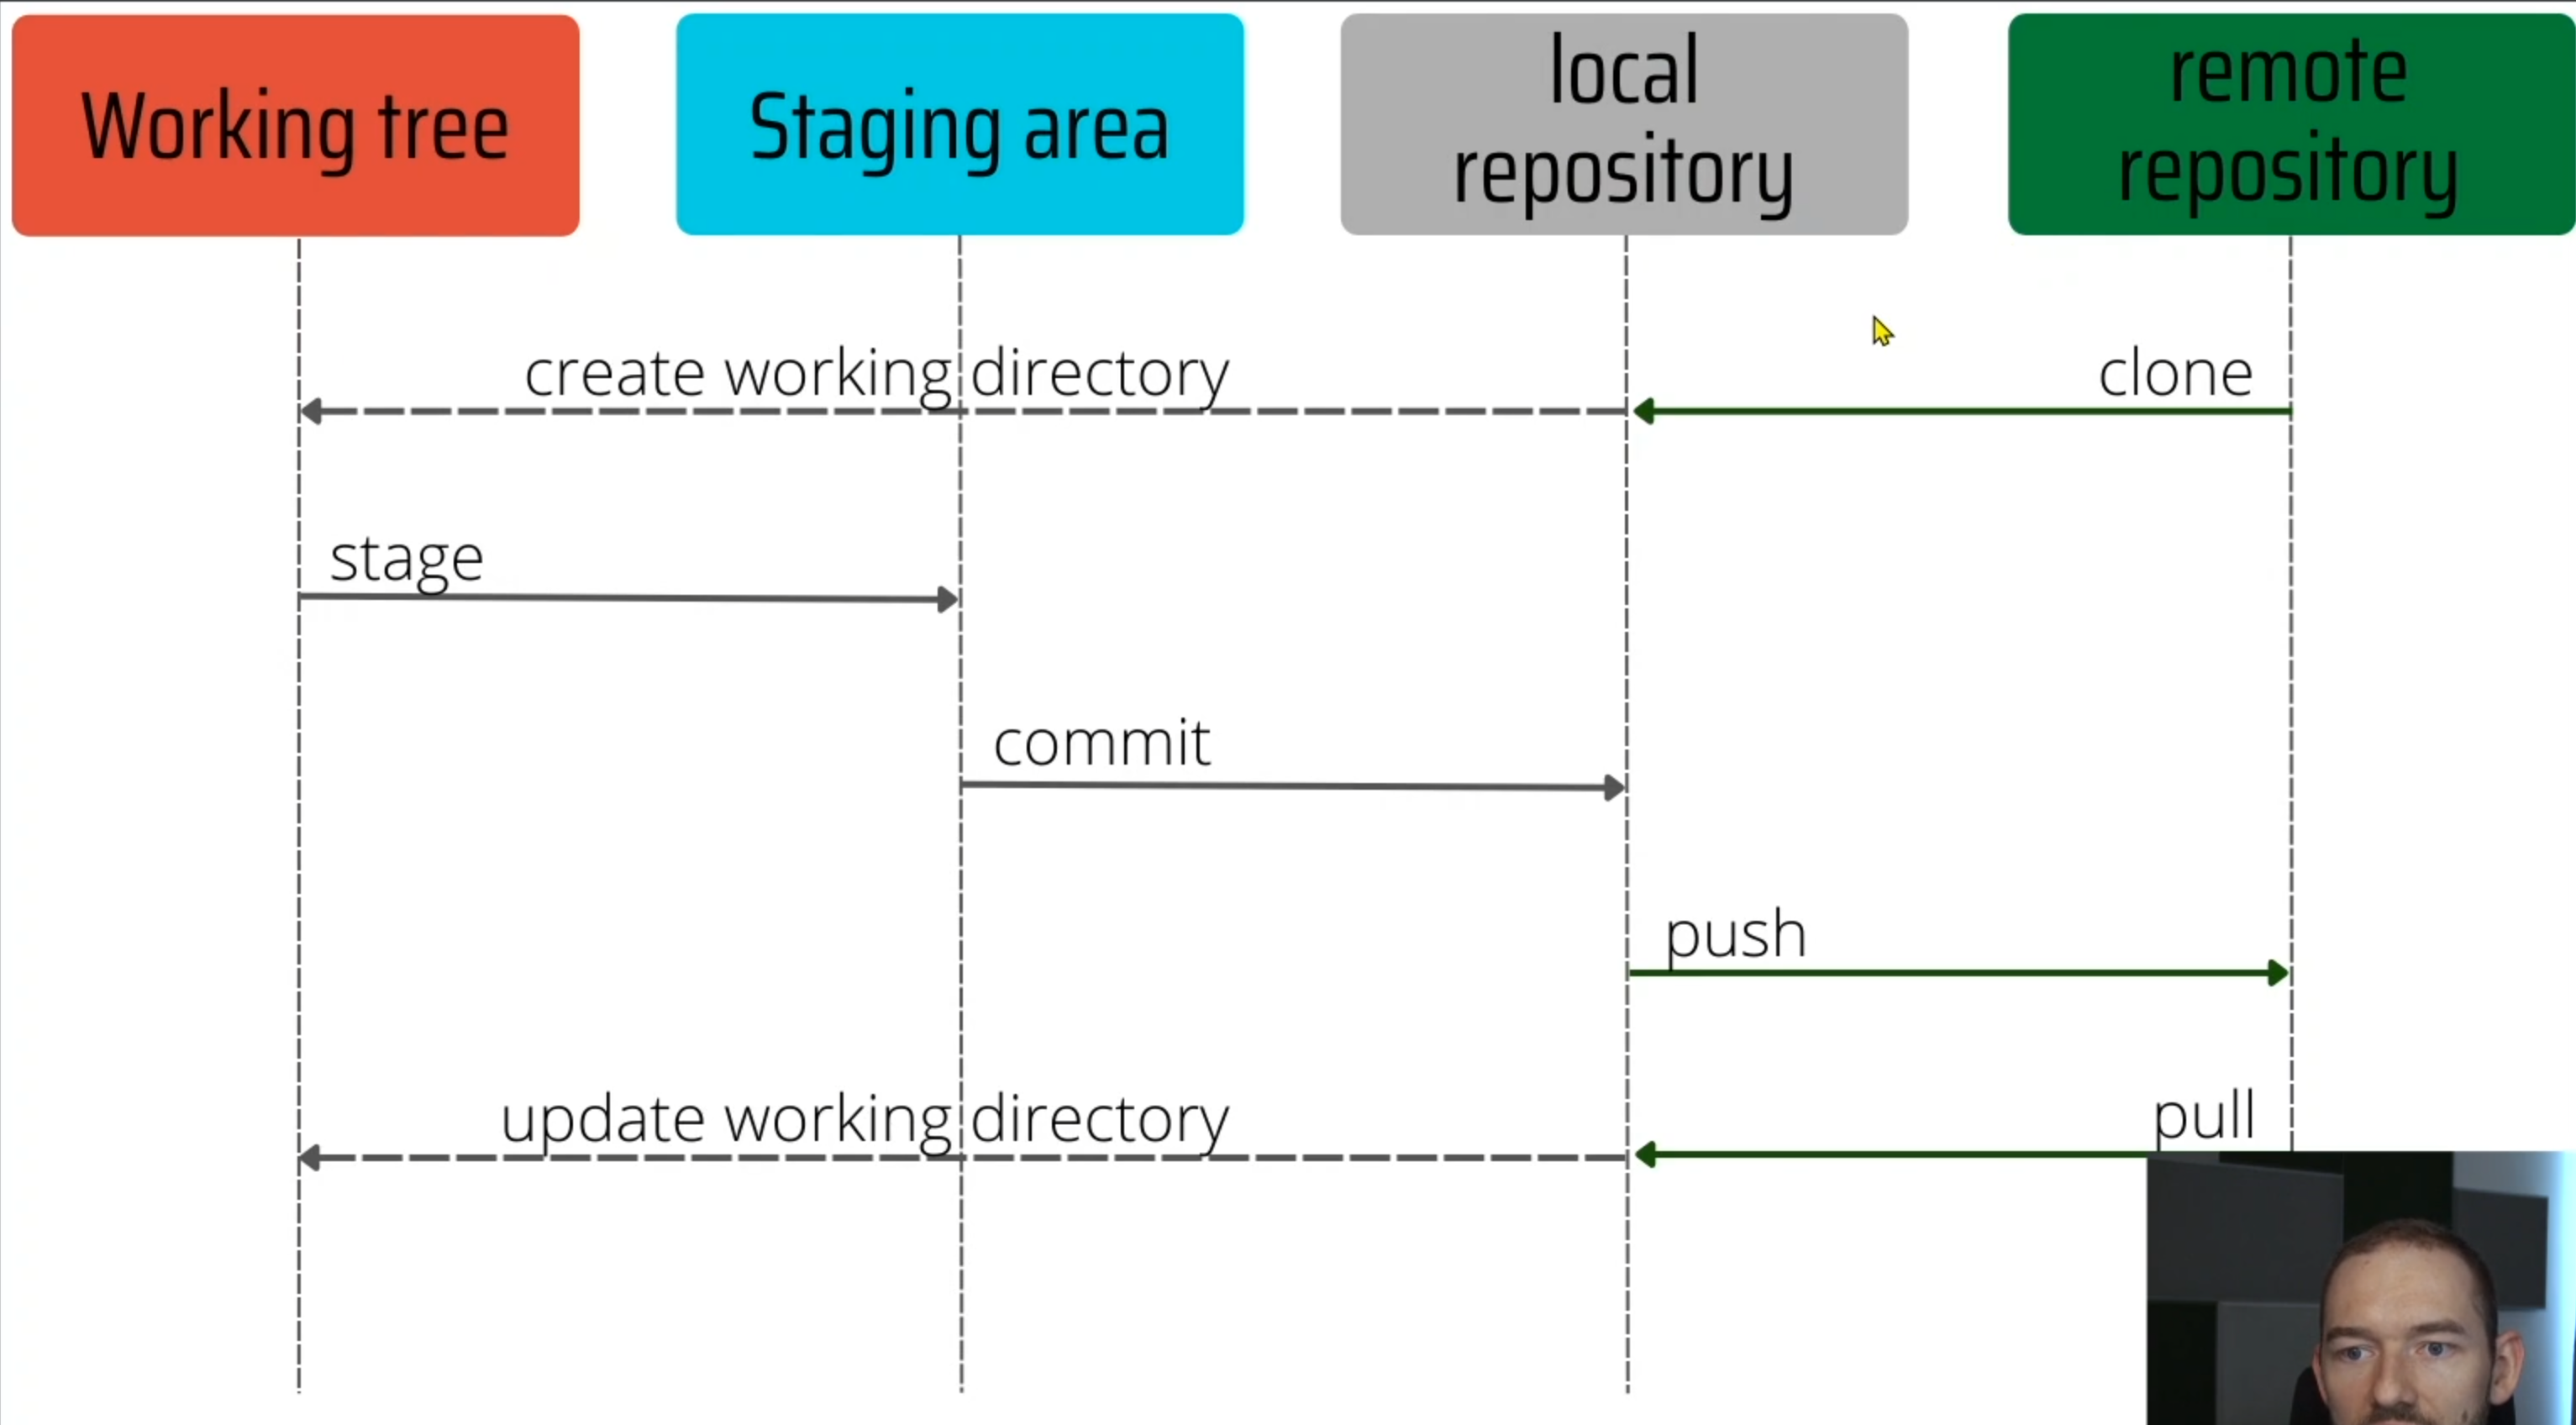 Working tree
Staging area
local
repository
remote
repository
create working directory
clone
stage
commit
push
update working directory
pull